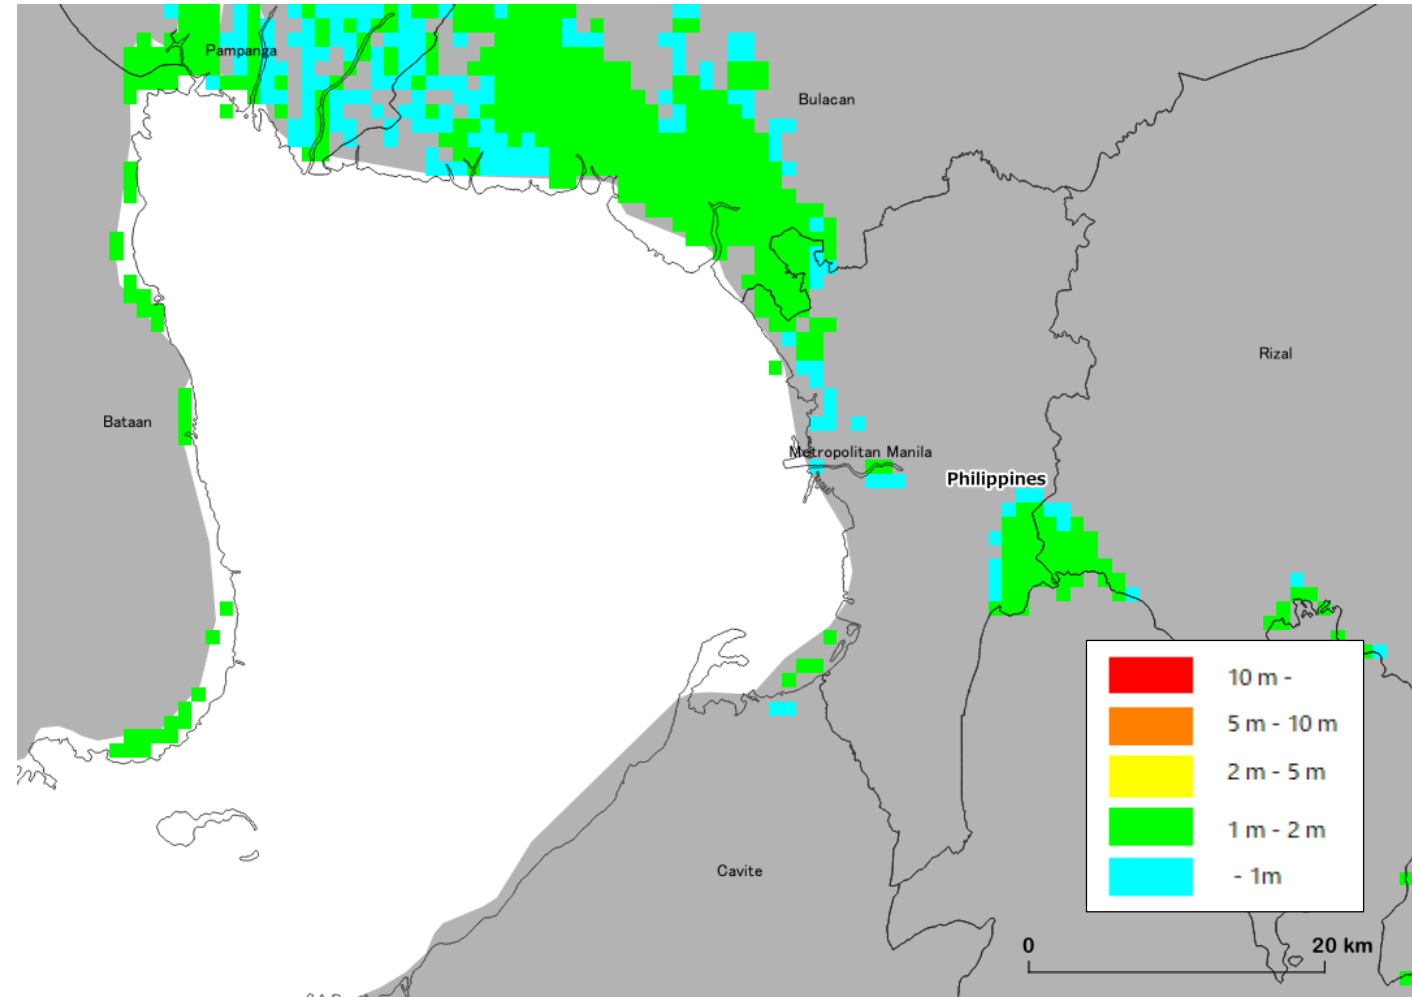 Pampanga
Bulacan
Rizal
Bataan
Metropolitan Manila
Philippines
10 m -
5 m - 10 m
2 m - 5 m
1 m - 2 m
- 1m
Cavite
0 20 km